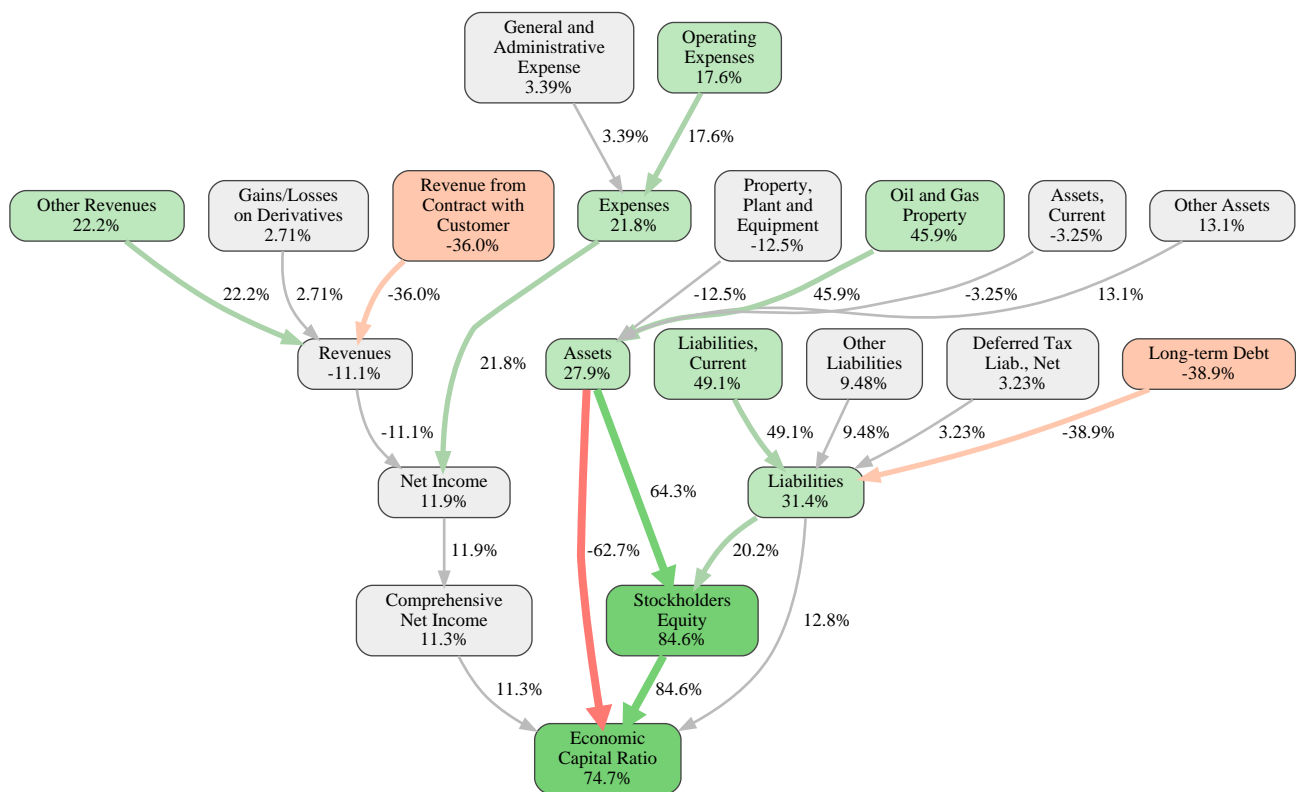 General and
Administrative
Expense
3.39%
Operating
Expenses
17.6%
3.39%
17.6%
Other Revenues
22.2%
Gains/Losses
on Derivatives
2.71%
Revenue from
Contract with
Customer
-36.0%
Expenses
21.8%
Property,
Plant and
Equipment
-12.5%
Oil and Gas
Property
45.9%
Assets,
Current
-3.25%
Other Assets
13.1%
22.2%
2.71%
-36.0%
-12.5%
45.9%
-3.25%
13.1%
Revenues
-11.1%
21.8%
Assets
27.9%
Liabilities,
Current
49.1%
Other
Liabilities
9.48%
Deferred Tax
Liab., Net
3.23%
Long-term Debt
-38.9%
-11.1%
49.1%
9.48%
3.23%
-38.9%
Net Income
11.9%
64.3%
Liabilities
31.4%
11.9%
-62.7%
20.2%
Comprehensive
Net Income
11.3%
Stockholders
Equity
84.6%
12.8%
11.3%
84.6%
Economic
Capital Ratio
74.7%